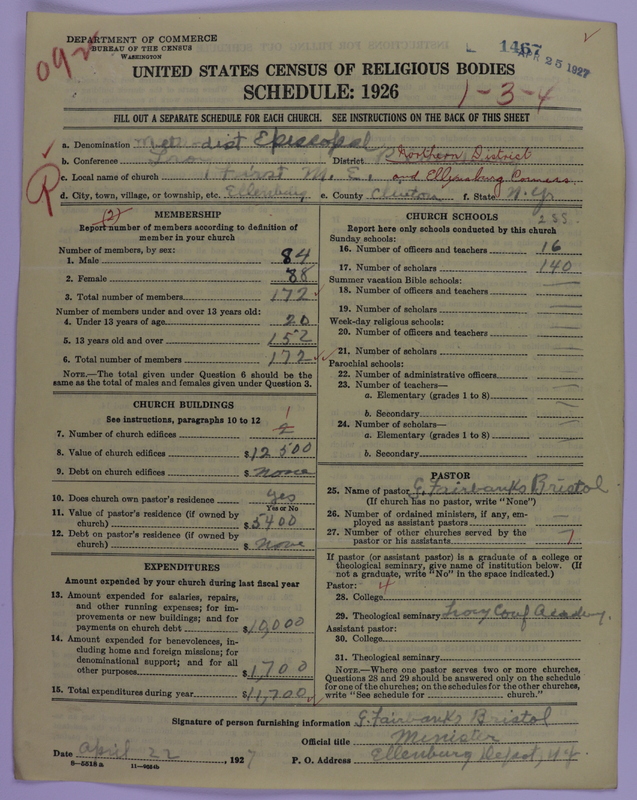 DEPARTMENT OF COMMERCE
BUREAU OF THE CENSUS
WASHINGTON
092
L 1467
APR 25 1927
UNITED STATES CENSUS OF RELIGIOUS BODIES
SCHEDULE: 1926
1-3-4
FILL OUT A SEPARATE SCHEDULE FOR EACH CHURCH. SEE INSTRUCTIONS ON THE BACK OF THIS SHEET
a. Denomination Methodist Episcopal
b. Conference Troy District Northern District
c. Local name of church First M. E. and Ellenburg Corners
d. City, town, village, or township, etc. Ellenburg e. County Clinton f. State N. Y.
MEMBERSHIP
(2)
Report number of members according to definition of member in your church
Number of members, by sex:
1. Male 84
2. Female 88
3. Total number of members 172
Number of members under and over 13 years old:
4. Under 13 years of age 20
5. 13 years old and over 152
6. Total number of members 172
NOTE.—The total given under Question 6 should be the
same as the total of males and females given under Question 3.
CHURCH BUILDINGS
See instructions, paragraphs 10 to 12
7. Number of church edifices 1
8. Value of church edifices $12500
9. Debt on church edifices $ None
10. Does church own pastor's residence yes
Yes or No
11. Value of pastor's residence (if owned by
church) $5400
12. Debt on pastor's residence (if owned by
church) $ None
EXPENDITURES
Amount expended by your church during last fiscal year
13. Amount expended for salaries, repairs,
and other running expenses; for im-
provements or new buildings; and for
payments on church debt $10,000
14. Amount expended for benevolences, in-
cluding home and foreign missions; for
denominational support; and for all
other purposes $1,700
15. Total expenditures during year $11,700
CHURCH SCHOOLS
Report here only schools conducted by this church
Sunday schools:
16. Number of officers and teachers 16
17. Number of scholars 140
Summer vacation Bible schools:
18. Number of officers and teachers —
19. Number of scholars —
Week-day religious schools:
20. Number of officers and teachers —
21. Number of scholars —
Parochial schools:
22. Number of administrative officers —
23. Number of teachers—
a. Elementary (grades 1 to 8) —
b. Secondary —
24. Number of scholars—
a. Elementary (grades 1 to 8) —
b. Secondary —
PASTOR
25. Name of pastor G. Fairbanks Bristol
(If church has no pastor, write "None")
26. Number of ordained ministers, if any, em-
ployed as assistant pastors —
27. Number of other churches served by the
pastor or his assistants 1
If pastor (or assistant pastor) is a graduate of a college or
theological seminary, give name of institution below. (If
not a graduate, write "No" in the space indicated.)
Pastor: 4
28. College
29. Theological seminary Troy Conf Academy.
Assistant pastor:
30. College
31. Theological seminary
NOTE.—Where one pastor serves two or more churches,
Questions 28 and 29 should be answered only on the schedule
for one of the churches; on the schedules for the other churches,
write "See schedule for church."
Signature of person furnishing information G. Fairbanks Bristol
Official title Minister
Date April 22, 1927 P. O. Address Ellenburg Depot, N.Y.
8—5518a 11—9554b